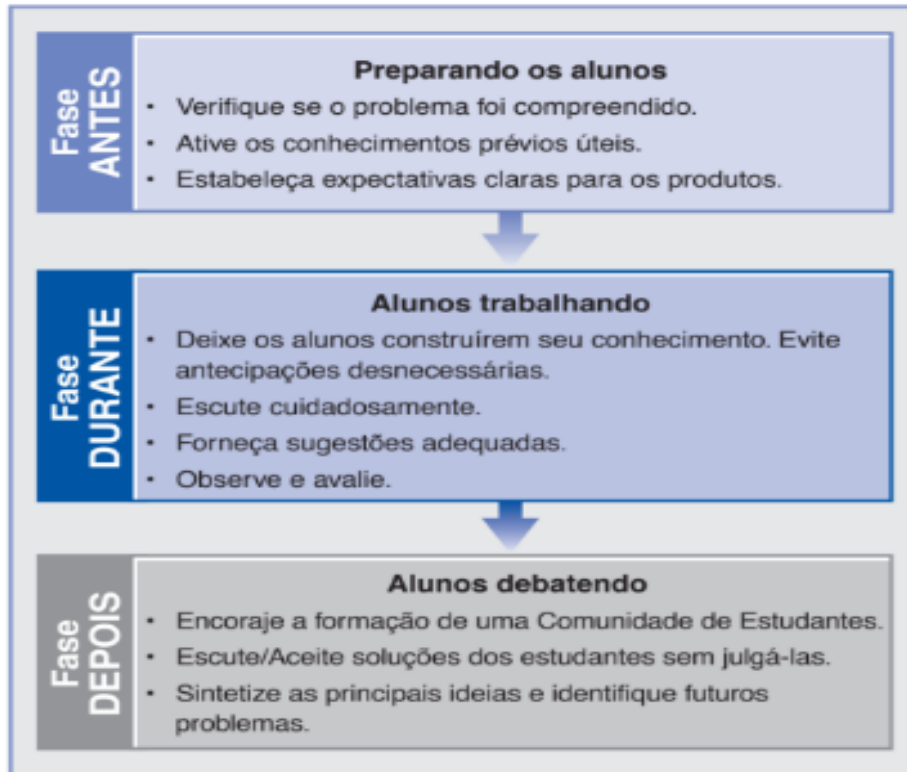 Fase
ANTES
Preparando os alunos
• Verifique se o problema foi compreendido.
• Ative os conhecimentos prévios úteis.
• Estabeleça expectativas claras para os produtos.
Fase
DURANTE
Alunos trabalhando
• Deixe os alunos construírem seu conhecimento. Evite
antecipações desnecessárias.
• Escute cuidadosamente.
• Forneça sugestões adequadas.
• Observe e avalie.
Fase
DEPOIS
Alunos debatendo
• Encoraje a formação de uma Comunidade de Estudantes.
• Escute/Aceite soluções dos estudantes sem julgá-las.
• Sintetize as principais ideias e identifique futuros
problemas.